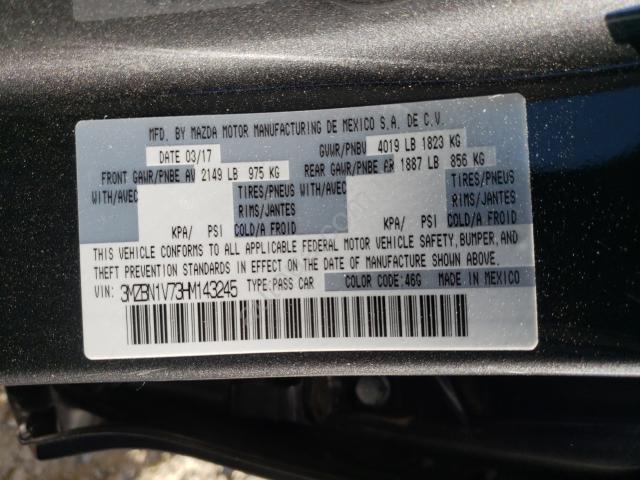 MFD. BY MAZDA MOTOR MANUFACTURING DE MEXICO S.A. DE C.V.
DATE 03/17 GVWR/PNBV 4019 LB 1823 KG
FRONT GAWR/PNBE AV 2149 LB 975 KG REAR GAWR/PNBE AR 1887 LB 856 KG
WITH/AVEC TIRES/PNEUS WITH/AVEC TIRES/PNEUS
RIMS/JANTES RIMS/JANTES
KPA/ PSI COLD/A FROID KPA/ PSI COLD/A FROID
THIS VEHICLE CONFORMS TO ALL APPLICABLE FEDERAL MOTOR VEHICLE SAFETY, BUMPER, AND
THEFT PREVENTION STANDARDS IN EFFECT ON THE DATE OF MANUFACTURE SHOWN ABOVE.
VIN: 3MZBN1V73HM143245 TYPE:PASS CAR COLOR CODE:46G MADE IN MEXICO